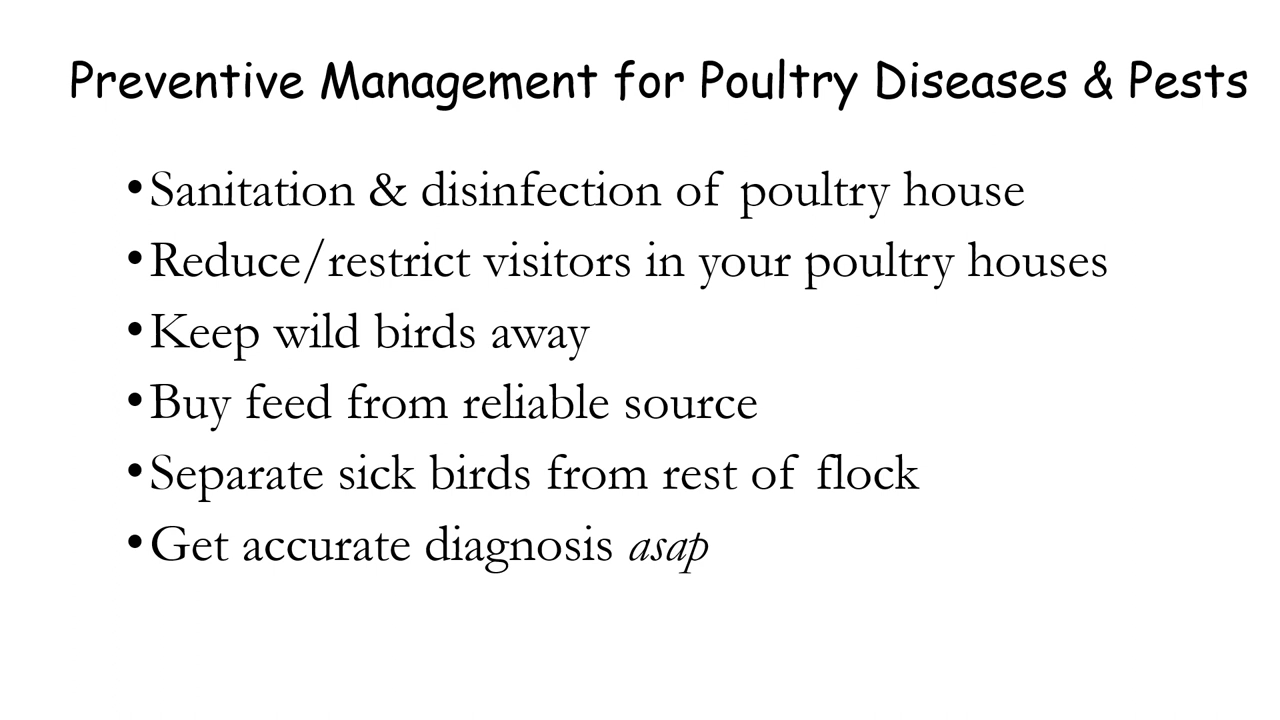 Preventive Management for Poultry Diseases & Pests
•Sanitation & disinfection of poultry house
•Reduce/restrict visitors in your poultry houses
•Keep wild birds away
•Buy feed from reliable source
•Separate sick birds from rest of flock
•Get accurate diagnosis asap